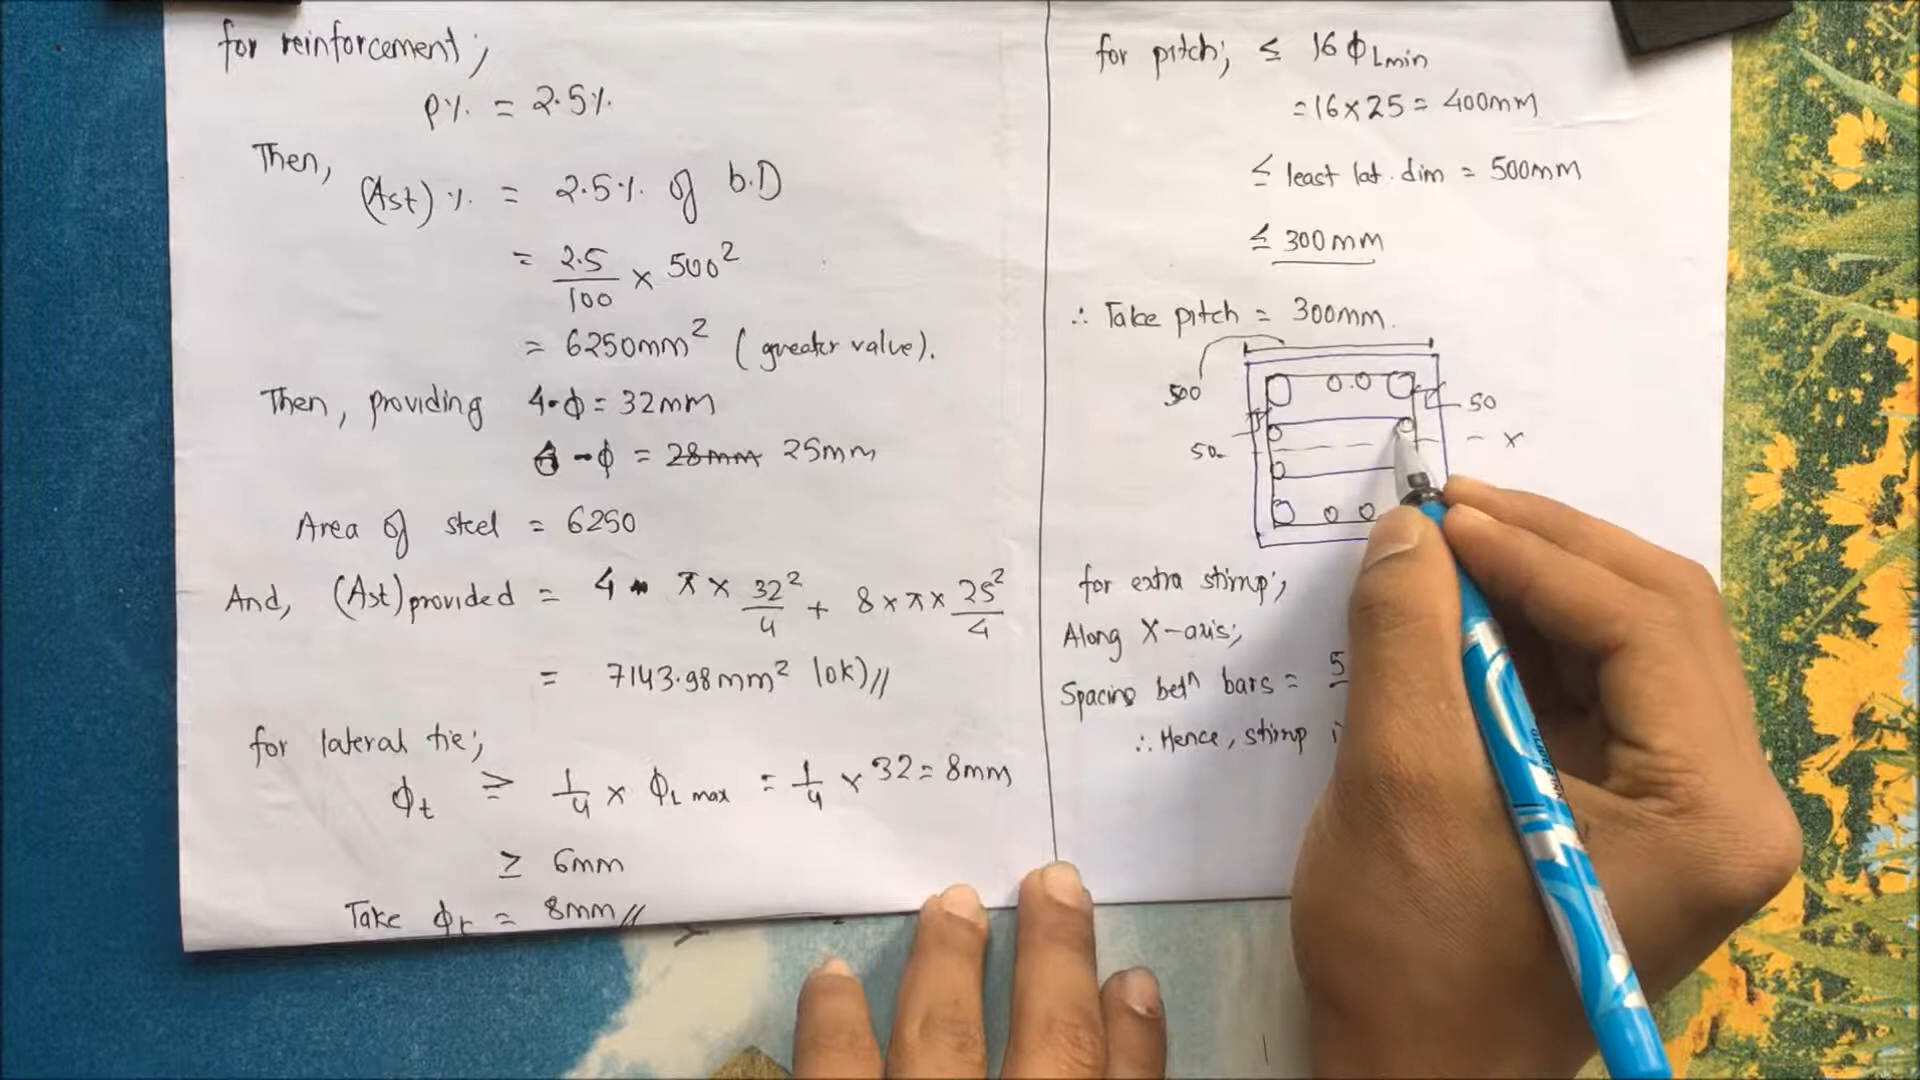 for reinforcement;
p% = 2.5%
Then,
(Ast)% = 2.5% of b.D
= 2.5/100 × 500²
= 6250mm² (greater value).
Then, providing 4-φ = 32mm
-φ = 28mm 25mm
Area of steel = 6250
And, (Ast)provided = 4 π × 32²/4 + 8×π× 25²/4
= 7143.98mm² (ok)//
for lateral tie;
φt ≥ 1/4 × φL max = 1/4 × 32 = 8mm
≥ 6mm
Take φt = 8mm//
for pitch; ≤ 16 φLmin
= 16×25 = 400mm
≤ least lat. dim = 500mm
≤ 300mm
∴ Take pitch = 300mm.
500
50
50
x
for extra stirrup;
Along X-axis;
Spacing betn bars = 5
∴ Hence, stirrup i